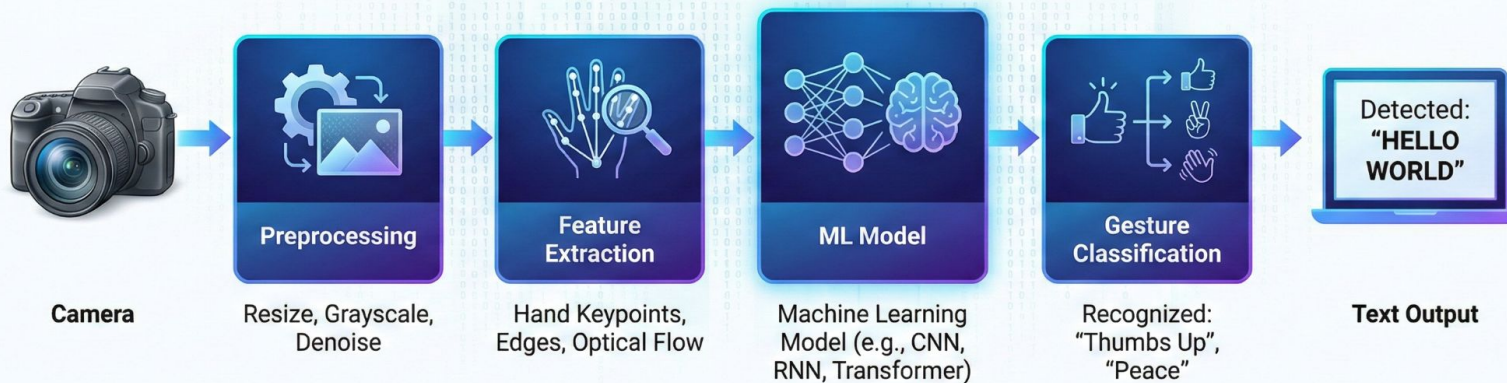 Preprocessing
Feature
Extraction
ML Model
Gesture
Classification
Detected:
“HELLO
WORLD”
Camera
Resize, Grayscale,
Denoise
Hand Keypoints,
Edges, Optical Flow
Machine Learning
Model (e.g., CNN,
RNN, Transformer)
Recognized:
“Thumbs Up”,
“Peace”
Text Output